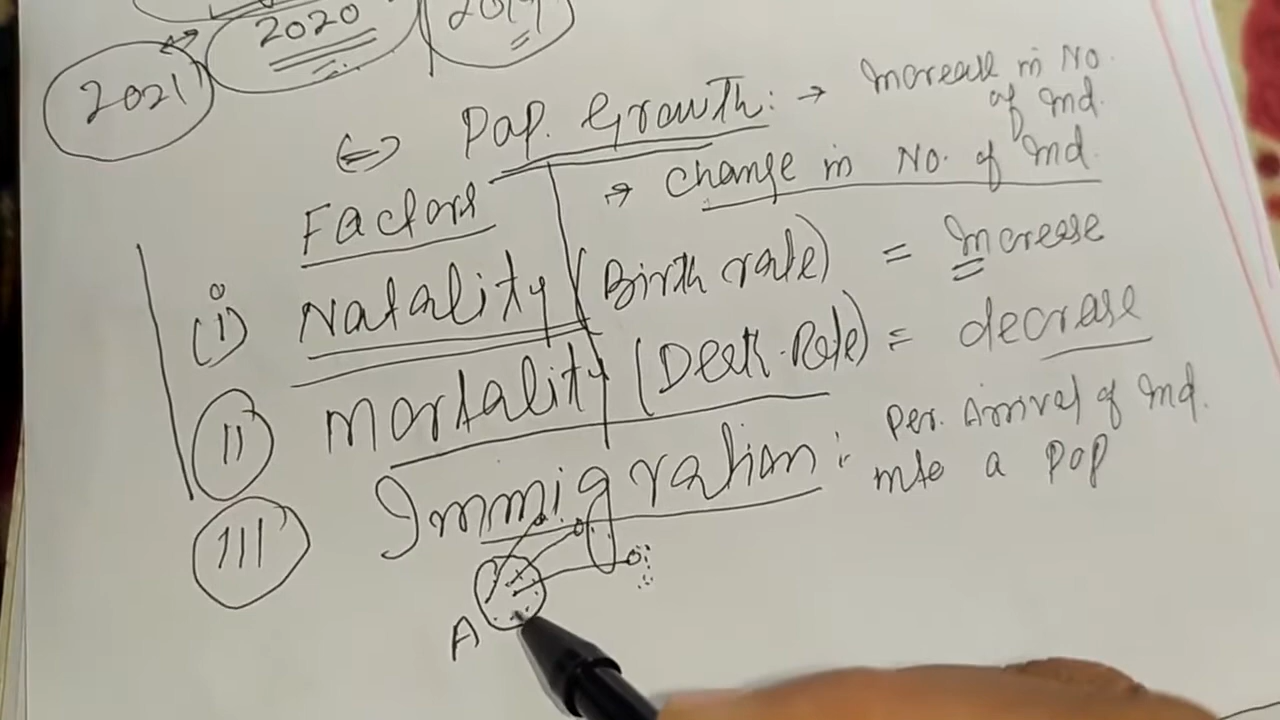 2020
2021
Pop. Growth: → Increase in No.
of Ind.
Factors → Change in No. of Ind.
(i) Natality (Birth rate) = Increase
II Mortality (Death Rate) = decrease
III Immigration: Per. Arrival of Ind.
into a Pop
A